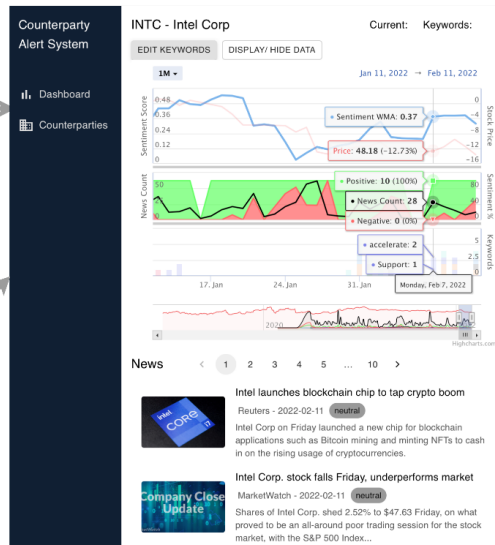 Counterparty
Alert System
Dashboard
Counterparties
INTC - Intel Corp
Current:
Keywords:
EDIT KEYWORDS
DISPLAY/ HIDE DATA
1M
Jan 11, 2022 → Feb 11, 2022
Sentiment Score
0.48
0.36
0.24
0.12
0
Stock Price
0
-4
-8
-12
-16
Sentiment WMA: 0.37
Price: 48.18 (−12.73%)
News Count
50
0
Sentiment %
80
40
0
Positive: 10 (100%)
News Count: 28
Negative: 0 (0%)
Keywords
5
2.5
0
accelerate: 2
Support: 1
17. Jan
24. Jan
31. Jan
Monday, Feb 7, 2022
2020
Highcharts.com
News
< 1 2 3 4 5 ... 10 >
intel
CORE
i7
Intel launches blockchain chip to tap crypto boom
Reuters - 2022-02-11 neutral
Intel Corp on Friday launched a new chip for blockchain
applications such as Bitcoin mining and minting NFTs to cash
in on the rising usage of cryptocurrencies.
Company Close
Update
Intel Corp. stock falls Friday, underperforms market
MarketWatch - 2022-02-11 neutral
Shares of Intel Corp. shed 2.52% to $47.63 Friday, on what
proved to be an all-around poor trading session for the stock
market, with the S&P 500 Index...